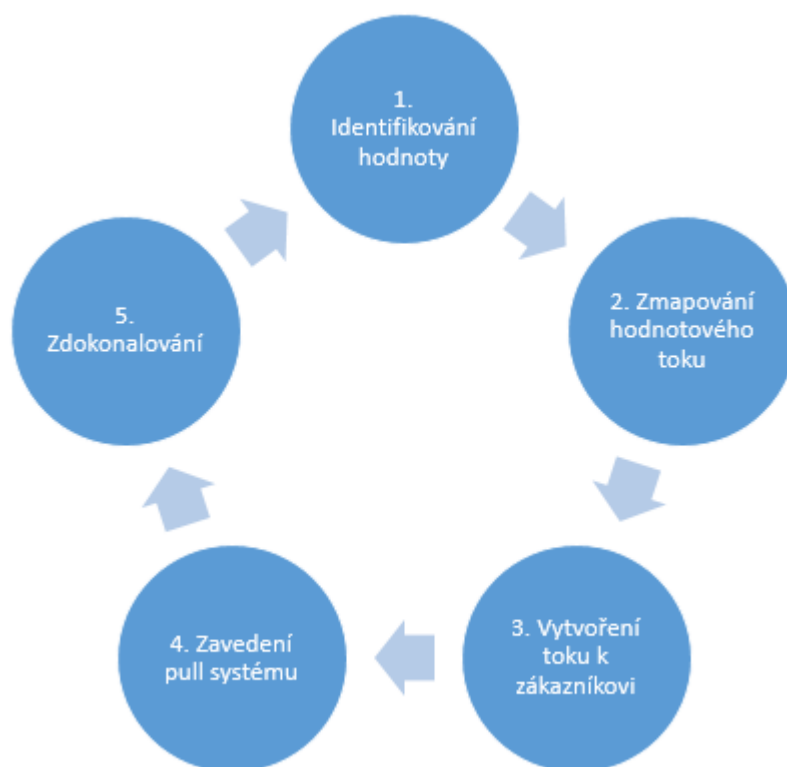 1.
Identifikování
hodnoty
2. Zmapování
hodnotového
toku
3. Vytvoření
toku k
zákazníkovi
4. Zavedení
pull systému
5.
Zdokonalování